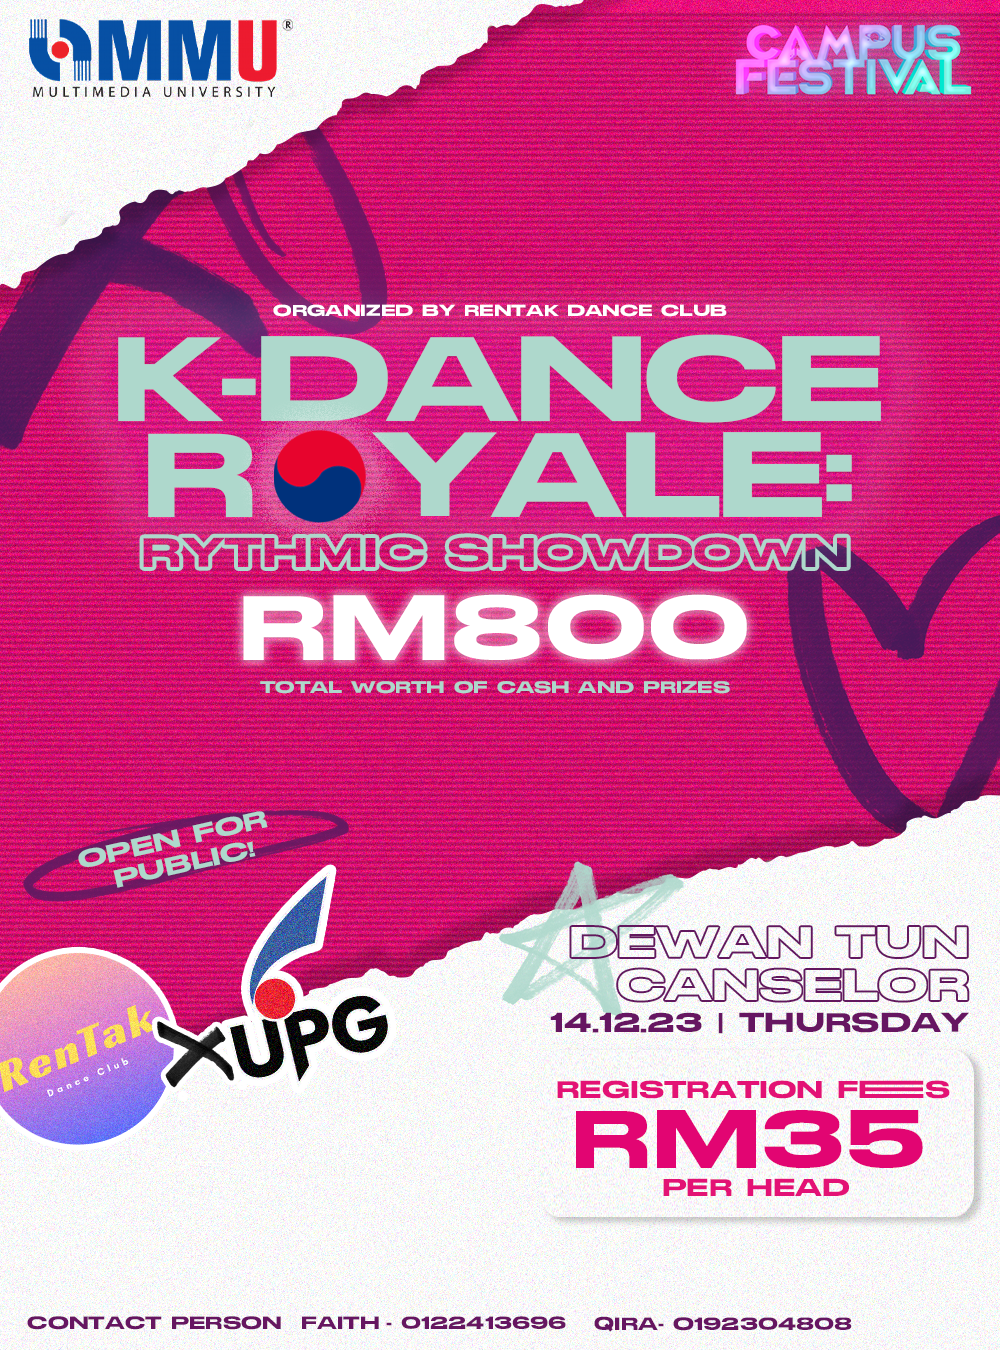 MMU®
MULTIMEDIA UNIVERSITY
CAMPUS
FESTIVAL
ORGANIZED BY RENTAK DANCE CLUB
K-DANCE
ROYALE:
RYTHMIC SHOWDOWN
RM800
TOTAL WORTH OF CASH AND PRIZES
OPEN FOR
PUBLIC!
RenTak
Dance Club
XUPG
DEWAN TUN
CANSELOR
14.12.23 | THURSDAY
REGISTRATION FEES
RM35
PER HEAD
CONTACT PERSON FAITH - 0122413696 QIRA- 0192304808